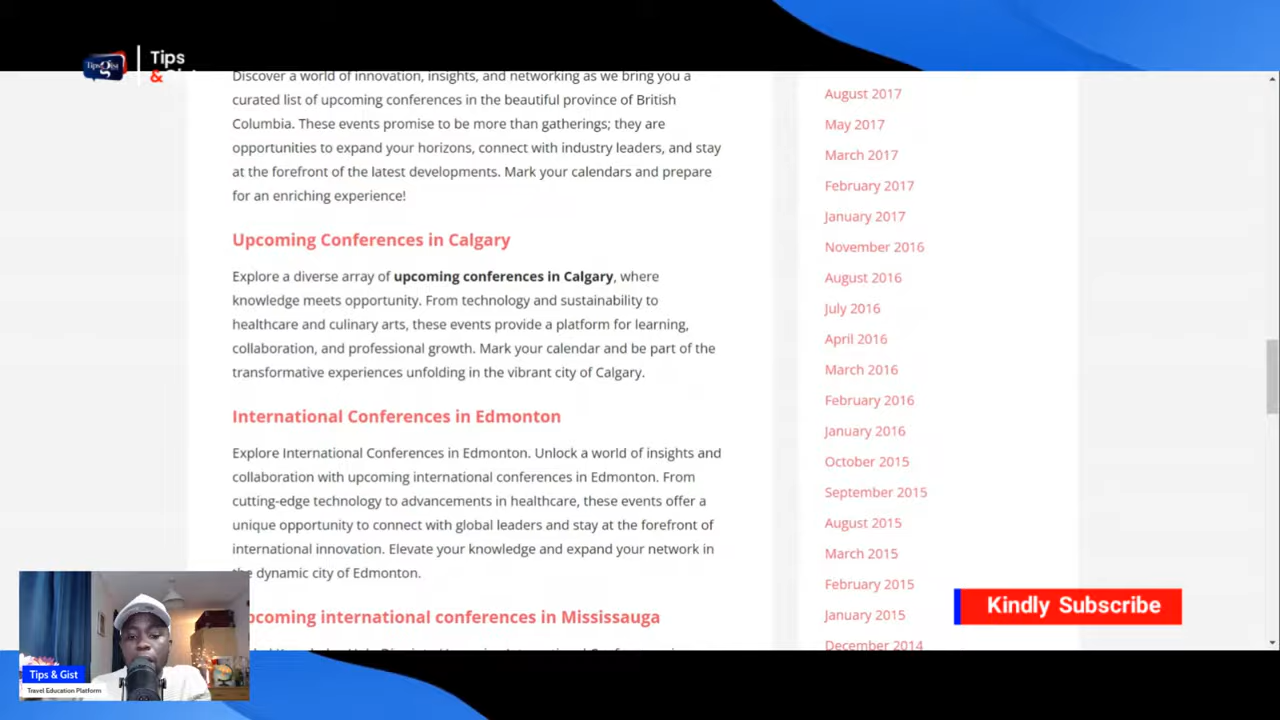 Tips
&
Discover a world of innovation, insights, and networking as we bring you a
curated list of upcoming conferences in the beautiful province of British
Columbia. These events promise to be more than gatherings; they are
opportunities to expand your horizons, connect with industry leaders, and stay
at the forefront of the latest developments. Mark your calendars and prepare
for an enriching experience!
Upcoming Conferences in Calgary
Explore a diverse array of upcoming conferences in Calgary, where
knowledge meets opportunity. From technology and sustainability to
healthcare and culinary arts, these events provide a platform for learning,
collaboration, and professional growth. Mark your calendar and be part of the
transformative experiences unfolding in the vibrant city of Calgary.
International Conferences in Edmonton
Explore International Conferences in Edmonton. Unlock a world of insights and
collaboration with upcoming international conferences in Edmonton. From
cutting-edge technology to advancements in healthcare, these events offer a
unique opportunity to connect with global leaders and stay at the forefront of
international innovation. Elevate your knowledge and expand your network in
the dynamic city of Edmonton.
pcoming international conferences in Mississauga
August 2017
May 2017
March 2017
February 2017
January 2017
November 2016
August 2016
July 2016
April 2016
March 2016
February 2016
January 2016
October 2015
September 2015
August 2015
March 2015
February 2015
January 2015
December 2014
Kindly Subscribe
Tips & Gist
Travel Education Platform